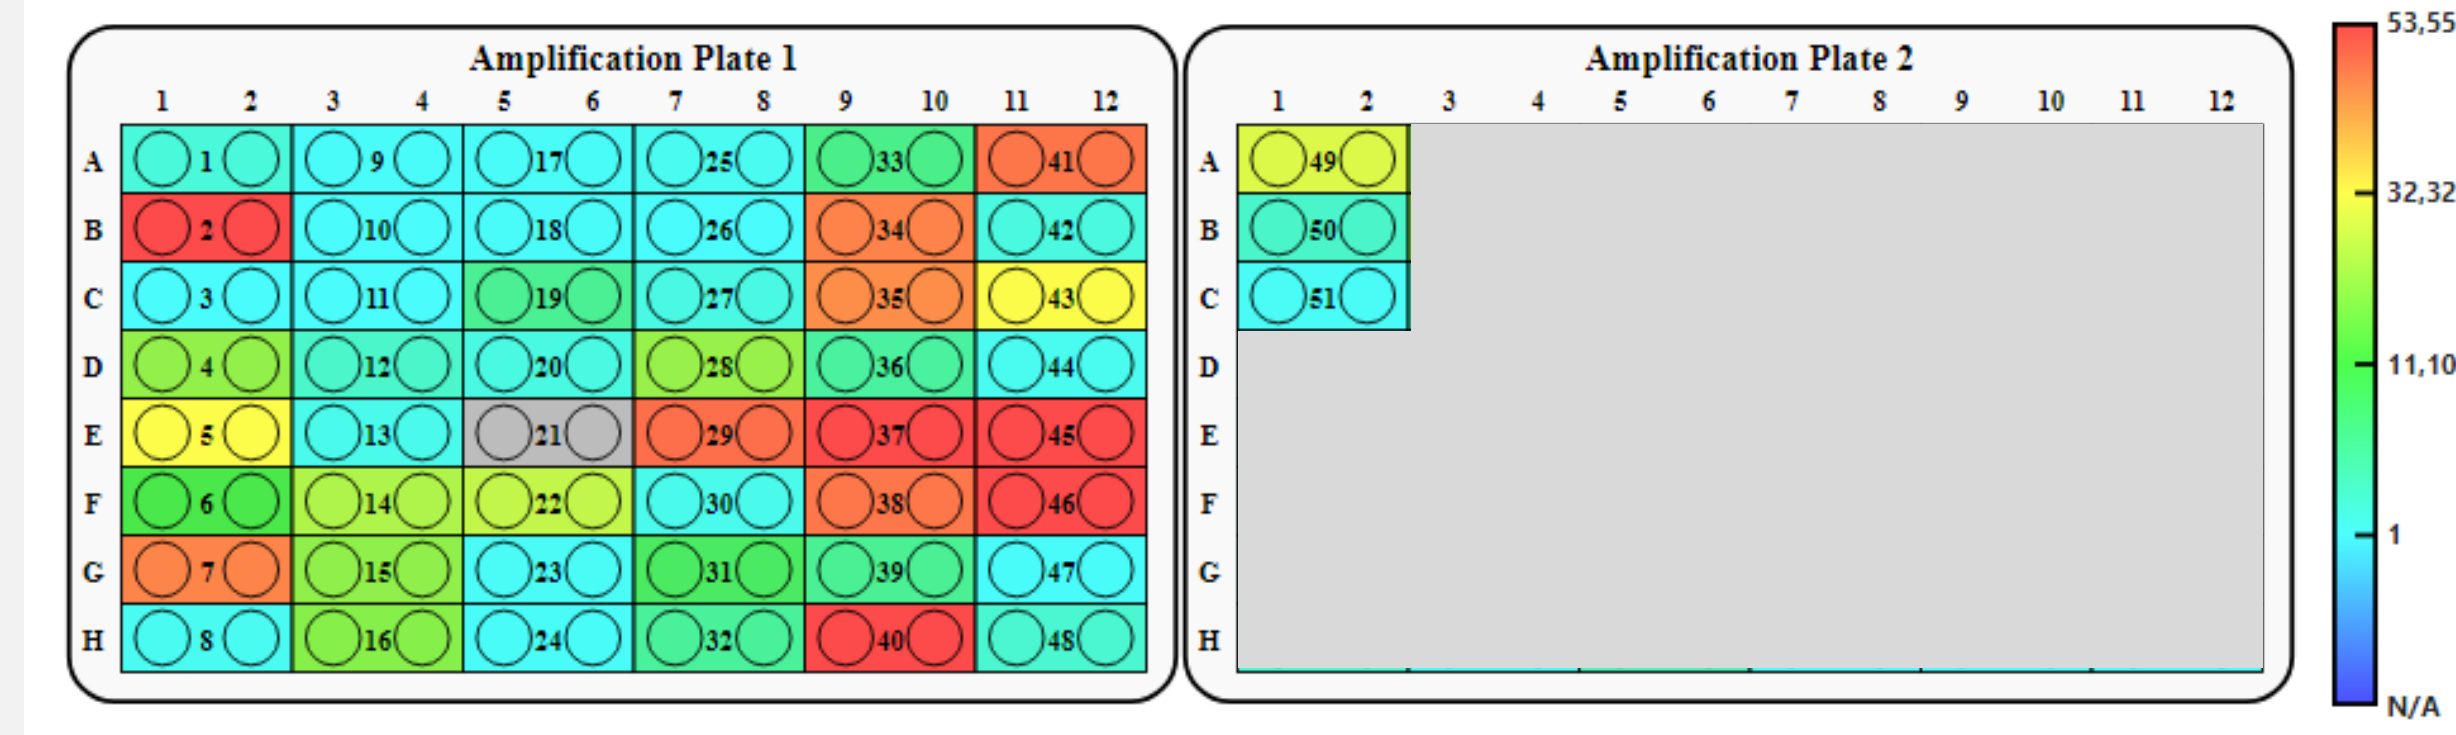 Amplification Plate 1
1 2 3 4 5 6 7 8 9 10 11 12
A 1 9 17 25 33 41
B 2 10 18 26 34 42
C 3 11 19 27 35 43
D 4 12 20 28 36 44
E 5 13 21 29 37 45
F 6 14 22 30 38 46
G 7 15 23 31 39 47
H 8 16 24 32 40 48
Amplification Plate 2
1 2 3 4 5 6 7 8 9 10 11 12
A 49
B 50
C 51
D
E
F
G
H
53,55
32,32
11,10
1
N/A